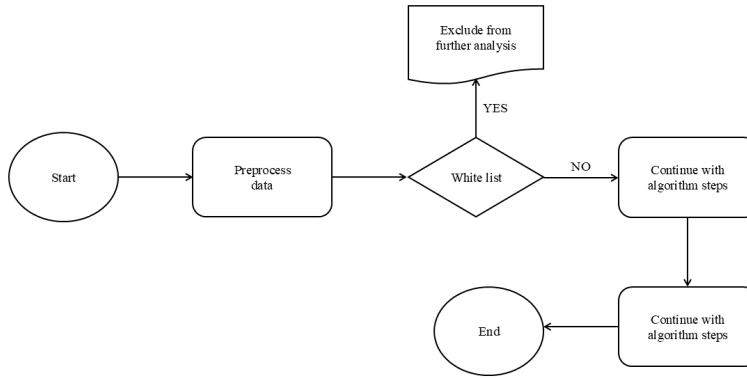 Exclude from
further analysis
YES
Start
Preprocess
data
White list
NO
Continue with
algorithm steps
End
Continue with
algorithm steps